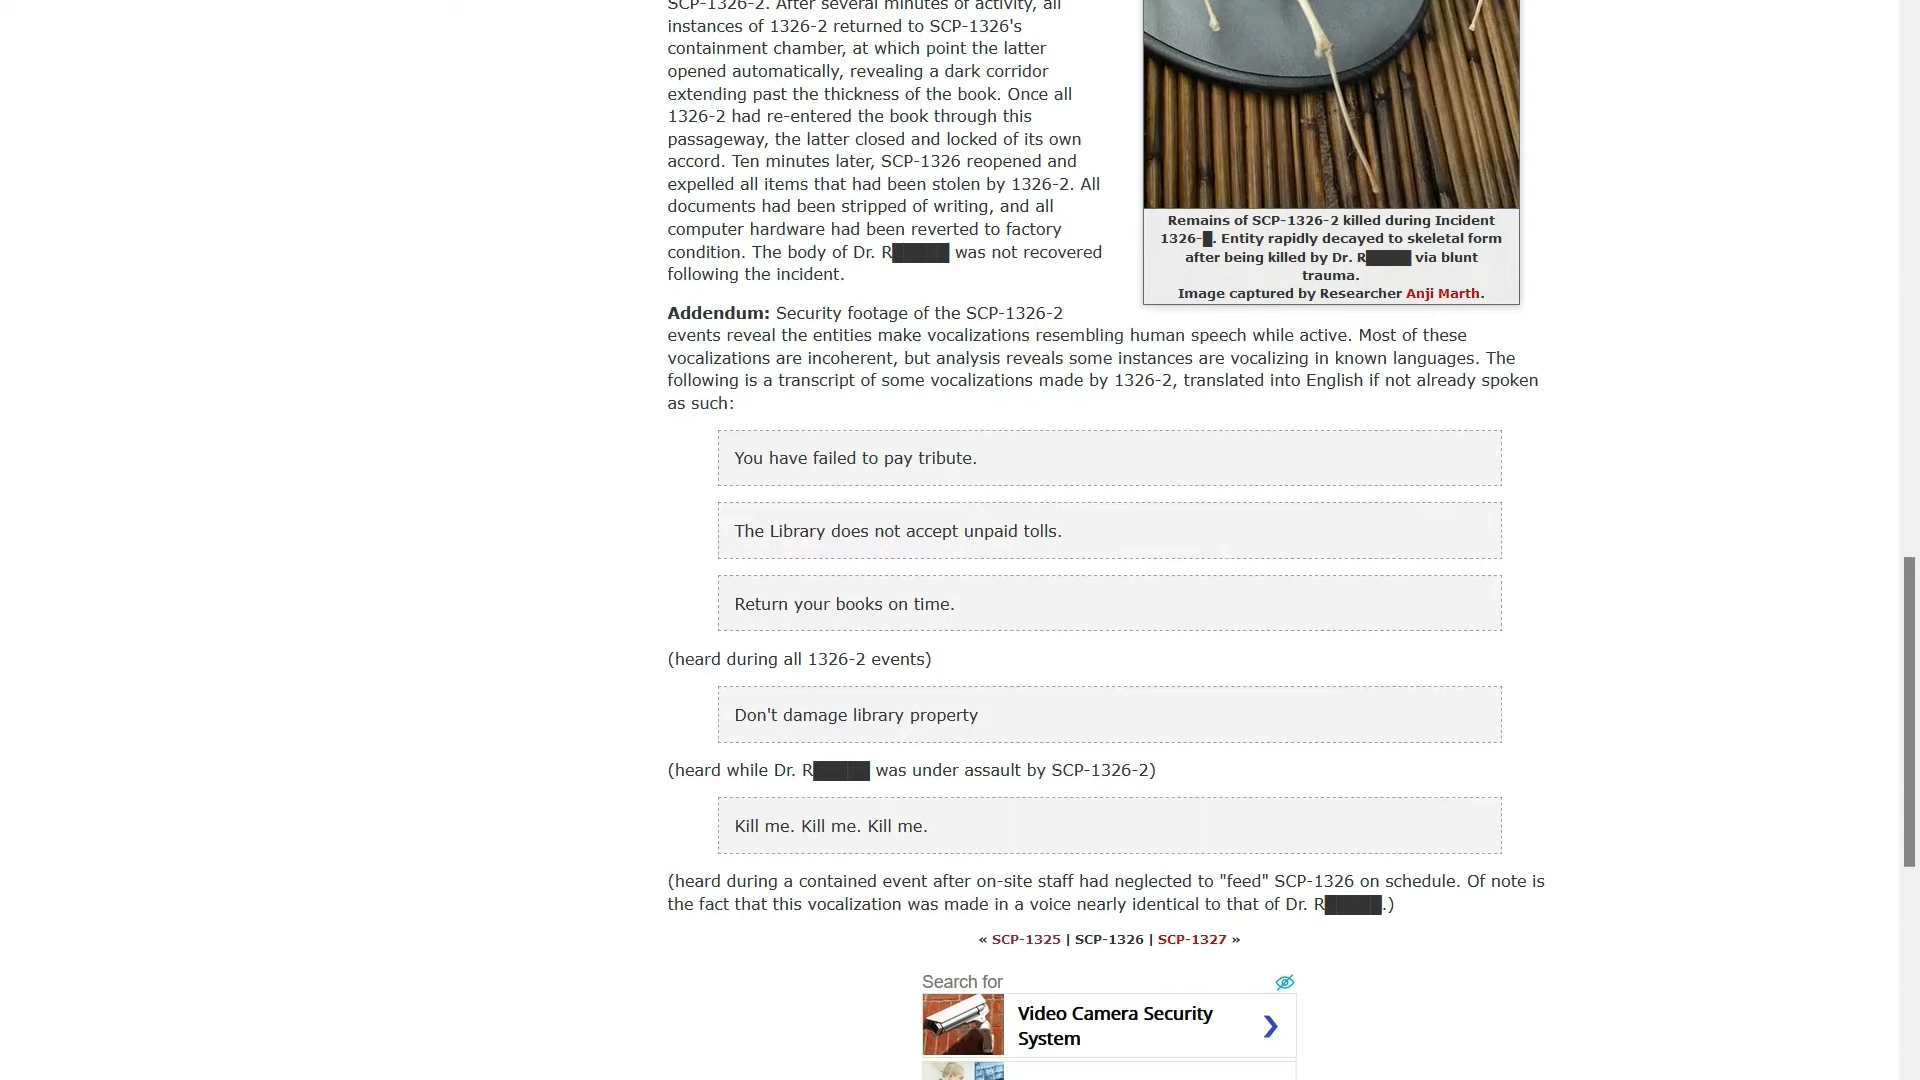 SCP-1326-2. After several minutes of activity, all
instances of 1326-2 returned to SCP-1326's
containment chamber, at which point the latter
opened automatically, revealing a dark corridor
extending past the thickness of the book. Once all
1326-2 had re-entered the book through this
passageway, the latter closed and locked of its own
accord. Ten minutes later, SCP-1326 reopened and
expelled all items that had been stolen by 1326-2. All
documents had been stripped of writing, and all
computer hardware had been reverted to factory
condition. The body of Dr. R█████ was not recovered
following the incident.
Remains of SCP-1326-2 killed during Incident
1326-█. Entity rapidly decayed to skeletal form
after being killed by Dr. R█████ via blunt
trauma.
Image captured by Researcher Anji Marth.
Addendum: Security footage of the SCP-1326-2
events reveal the entities make vocalizations resembling human speech while active. Most of these
vocalizations are incoherent, but analysis reveals some instances are vocalizing in known languages. The
following is a transcript of some vocalizations made by 1326-2, translated into English if not already spoken
as such:
You have failed to pay tribute.
The Library does not accept unpaid tolls.
Return your books on time.
(heard during all 1326-2 events)
Don't damage library property
(heard while Dr. R█████ was under assault by SCP-1326-2)
Kill me. Kill me. Kill me.
(heard during a contained event after on-site staff had neglected to "feed" SCP-1326 on schedule. Of note is
the fact that this vocalization was made in a voice nearly identical to that of Dr. R█████.)
« SCP-1325 | SCP-1326 | SCP-1327 »
Search for
Video Camera Security
System